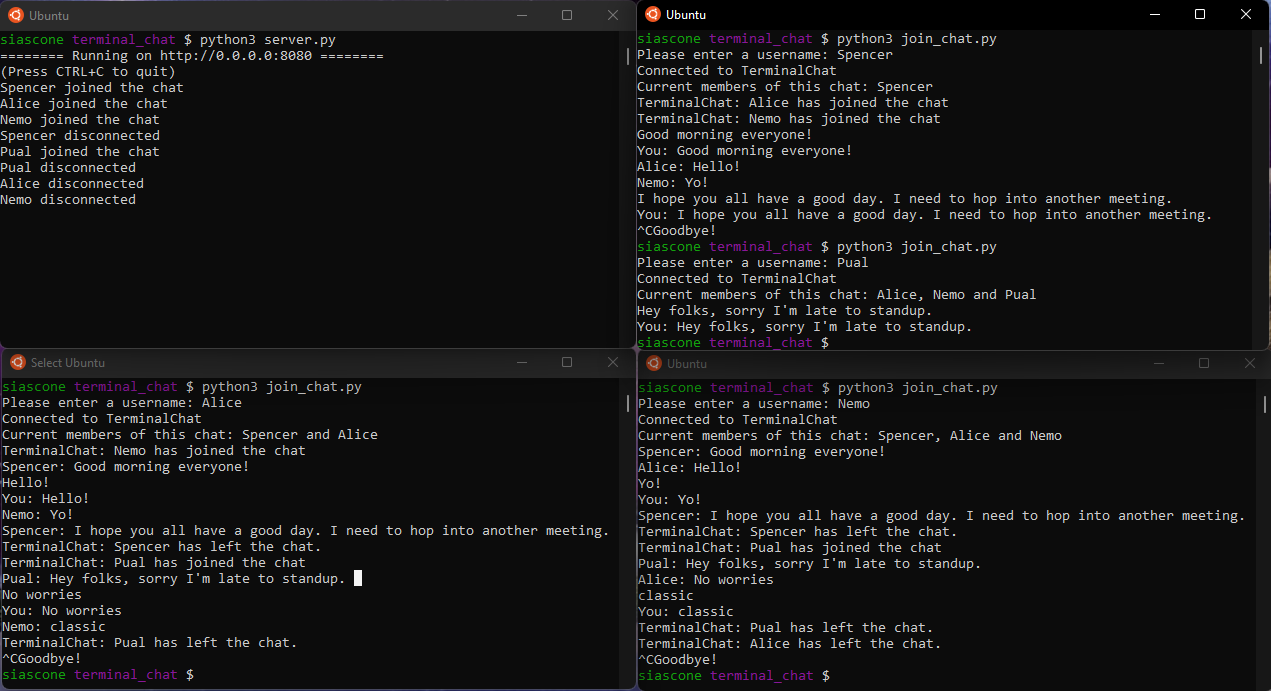 Ubuntu
siascone terminal_chat $ python3 server.py
======== Running on http://0.0.0.0:8080 ========
(Press CTRL+C to quit)
Spencer joined the chat
Alice joined the chat
Nemo joined the chat
Spencer disconnected
Pual joined the chat
Pual disconnected
Alice disconnected
Nemo disconnected
Ubuntu
siascone terminal_chat $ python3 join_chat.py
Please enter a username: Spencer
Connected to TerminalChat
Current members of this chat: Spencer
TerminalChat: Alice has joined the chat
TerminalChat: Nemo has joined the chat
Good morning everyone!
You: Good morning everyone!
Alice: Hello!
Nemo: Yo!
I hope you all have a good day. I need to hop into another meeting.
You: I hope you all have a good day. I need to hop into another meeting.
^CGoodbye!
siascone terminal_chat $ python3 join_chat.py
Please enter a username: Pual
Connected to TerminalChat
Current members of this chat: Alice, Nemo and Pual
Hey folks, sorry I'm late to standup.
You: Hey folks, sorry I'm late to standup.
siascone terminal_chat $
Select Ubuntu
siascone terminal_chat $ python3 join_chat.py
Please enter a username: Alice
Connected to TerminalChat
Current members of this chat: Spencer and Alice
TerminalChat: Nemo has joined the chat
Spencer: Good morning everyone!
Hello!
You: Hello!
Nemo: Yo!
Spencer: I hope you all have a good day. I need to hop into another meeting.
TerminalChat: Spencer has left the chat.
TerminalChat: Pual has joined the chat
Pual: Hey folks, sorry I'm late to standup.
No worries
You: No worries
Nemo: classic
TerminalChat: Pual has left the chat.
^CGoodbye!
siascone terminal_chat $
Ubuntu
siascone terminal_chat $ python3 join_chat.py
Please enter a username: Nemo
Connected to TerminalChat
Current members of this chat: Spencer, Alice and Nemo
Spencer: Good morning everyone!
Alice: Hello!
Yo!
You: Yo!
Spencer: I hope you all have a good day. I need to hop into another meeting.
TerminalChat: Spencer has left the chat.
TerminalChat: Pual has joined the chat
Pual: Hey folks, sorry I'm late to standup.
Alice: No worries
classic
You: classic
TerminalChat: Pual has left the chat.
TerminalChat: Alice has left the chat.
^CGoodbye!
siascone terminal_chat $